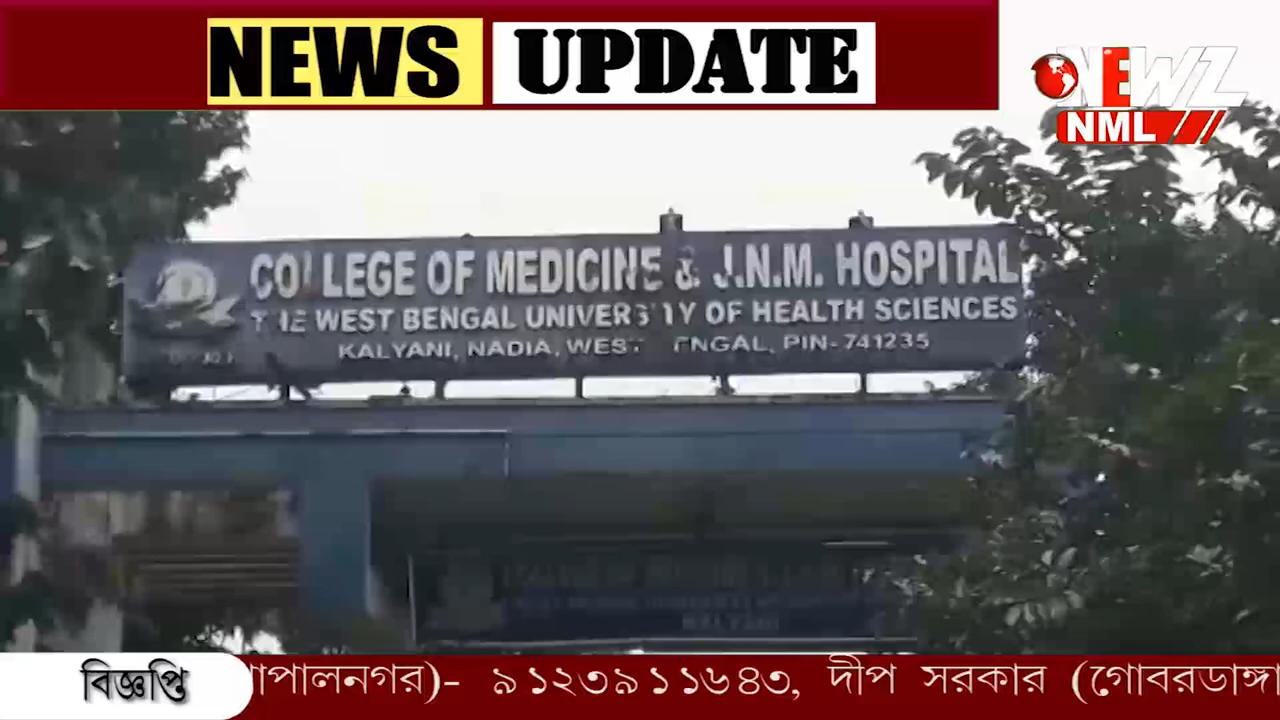 NEWS UPDATE
NEWZ
NML
COLLEGE OF MEDICINE & J.N.M. HOSPITAL
THE WEST BENGAL UNIVERSITY OF HEALTH SCIENCES
KALYANI, NADIA, WEST BENGAL, PIN-741235
KALYANI
বিজ্ঞপ্তি
াপালনগর)- ৯১২৩৯১১৬৪৩, দীপ সরকার (গোবরডাঙ্গা